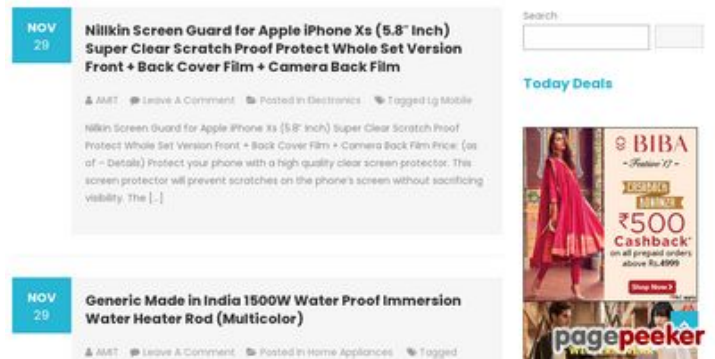 NOV
29
Nillkin Screen Guard for Apple iPhone Xs (5.8" Inch)
Super Clear Scratch Proof Protect Whole Set Version
Front + Back Cover Film + Camera Back Film
AMIT Leave A Comment Posted In Electronics Tagged Lg Mobile
Nillkin Screen Guard for Apple iPhone Xs (5.8" Inch) Super Clear Scratch Proof
Protect Whole Set Version Front + Back Cover Film + Camera Back Film Price: (as
of – Details) Protect your phone with a high quality clear screen protector. This
screen protector will prevent scratches on the phone's screen without sacrificing
visibility. The [...]
NOV
29
Generic Made in India 1500W Water Proof Immersion
Water Heater Rod (Multicolor)
AMIT Leave A Comment Posted In Home Appliances Tagged
Search
Today Deals
BIBA
- Festive'17 -
CASHBACK
BONANZA
₹500
Cashback*
on all prepaid orders
above Rs.4999
Shop Now
pagepeeker